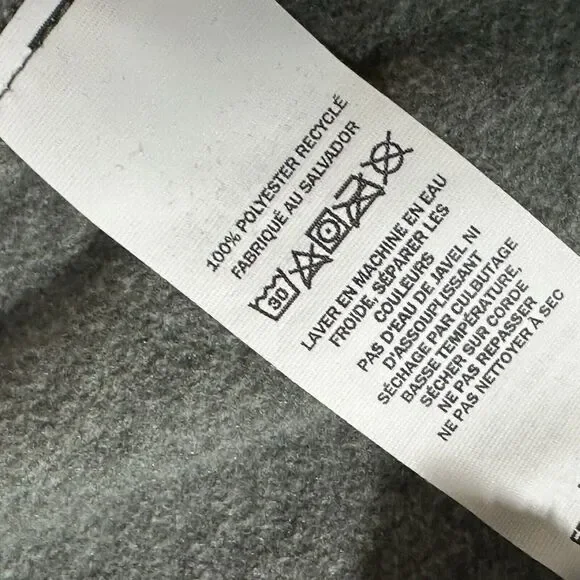 100% POLYESTER RECYCLÉ
FABRIQUÉ AU SALVADOR
30
LAVER EN MACHINE EN EAU
FROIDE, SÉPARER LES
COULEURS
PAS D'EAU DE JAVEL NI
D'ASSOUPLISSANT
SÉCHAGE PAR CULBUTAGE
BASSE TEMPÉRATURE,
SÉCHER SUR CORDE
NE PAS REPASSER
NE PAS NETTOYER À SEC